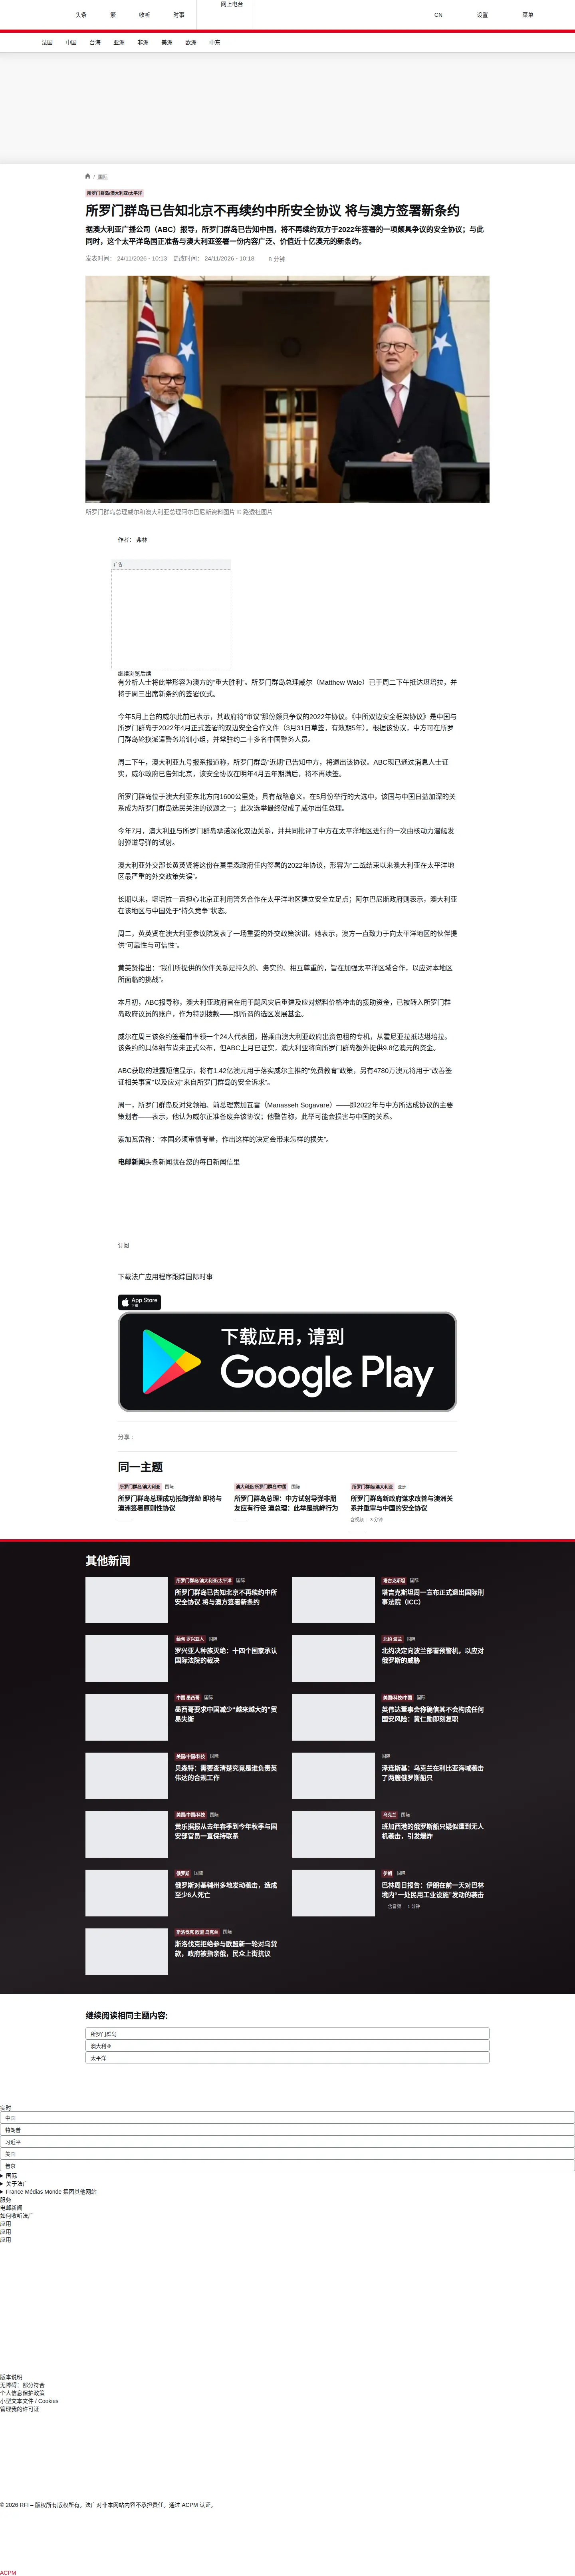 头条
繁
收听
时事
网上电台
CN
设置
菜单
法国
中国
台海
亚洲
非洲
美洲
欧洲
中东
/ 国际
所罗门群岛/澳大利亚/太平洋
所罗门群岛已告知北京不再续约中所安全协议 将与澳方签署新条约
据澳大利亚广播公司（ABC）报导，所罗门群岛已告知中国，将不再续约双方于2022年签署的一项颇具争议的安全协议；与此
同时，这个太平洋岛国正准备与澳大利亚签署一份内容广泛、价值近十亿澳元的新条约。
发表时间： 24/11/2026 - 10:13 更改时间： 24/11/2026 - 10:18
8 分钟
所罗门群岛总理威尔和澳大利亚总理阿尔巴尼斯资料图片 © 路透社图片
作者： 弗林
广告
继续浏览后续
有分析人士将此举形容为澳方的“重大胜利”。所罗门群岛总理威尔（Matthew Wale）已于周二下午抵达堪培拉，并
将于周三出席新条约的签署仪式。
今年5月上台的威尔此前已表示，其政府将“审议”那份颇具争议的2022年协议。《中所双边安全框架协议》是中国与
所罗门群岛于2022年4月正式签署的双边安全合作文件（3月31日草签，有效期5年）。根据该协议，中方可在所罗
门群岛轮换派遣警务培训小组，并常驻约二十多名中国警务人员。
周二下午，澳大利亚九号报系报道称，所罗门群岛“近期”已告知中方，将退出该协议。ABC现已通过消息人士证
实，威尔政府已告知北京，该安全协议在明年4月五年期满后，将不再续签。
所罗门群岛位于澳大利亚东北方向1600公里处，具有战略意义。在5月份举行的大选中，该国与中国日益加深的关
系成为所罗门群岛选民关注的议题之一；此次选举最终促成了威尔出任总理。
今年7月，澳大利亚与所罗门群岛承诺深化双边关系，并共同批评了中方在太平洋地区进行的一次由核动力潜艇发
射弹道导弹的试射。
澳大利亚外交部长黄英贤将这份在莫里森政府任内签署的2022年协议，形容为“二战结束以来澳大利亚在太平洋地
区最严重的外交政策失误”。
长期以来，堪培拉一直担心北京正利用警务合作在太平洋地区建立安全立足点；阿尔巴尼斯政府则表示，澳大利亚
在该地区与中国处于“持久竞争”状态。
周二，黄英贤在澳大利亚参议院发表了一场重要的外交政策演讲。她表示，澳方一直致力于向太平洋地区的伙伴提
供“可靠性与可信性”。
黄英贤指出：“我们所提供的伙伴关系是持久的、务实的、相互尊重的，旨在加强太平洋区域合作，以应对本地区
所面临的挑战”。
本月初，ABC报导称，澳大利亚政府旨在用于飓风灾后重建及应对燃料价格冲击的援助资金，已被转入所罗门群
岛政府议员的账户，作为特别拨款——即所谓的选区发展基金。
威尔在周三该条约签署前率领一个24人代表团，搭乘由澳大利亚政府出资包租的专机，从霍尼亚拉抵达堪培拉。
该条约的具体细节尚未正式公布，但ABC上月已证实，澳大利亚将向所罗门群岛额外提供9.8亿澳元的资金。
ABC获取的泄露短信显示，将有1.42亿澳元用于落实威尔主推的“免费教育”政策，另有4780万澳元将用于“改善签
证相关事宜”以及应对“来自所罗门群岛的安全诉求”。
周一，所罗门群岛反对党领袖、前总理索加瓦雷（Manasseh Sogavare）——即2022年与中方所达成协议的主要
策划者——表示，他认为威尔正准备废弃该协议；他警告称，此举可能会损害与中国的关系。
索加瓦雷称：“本国必须审慎考量，作出这样的决定会带来怎样的损失”。
电邮新闻头条新闻就在您的每日新闻信里
订阅
下载法广应用程序跟踪国际时事
App Store
下载
下载应用，请到
Google Play
分享 :
同一主题
所罗门群岛/澳大利亚 国际
所罗门群岛总理成功抵御弹劾 即将与
澳洲签署原则性协议
澳大利亚/所罗门群岛/中国 国际
所罗门群岛总理：中方试射导弹非朋
友应有行径 澳总理：此举是挑衅行为
所罗门群岛/澳大利亚 亚洲
所罗门群岛新政府谋求改善与澳洲关
系并重审与中国的安全协议
含视频 3 分钟
其他新闻
所罗门群岛/澳大利亚/太平洋 国际
所罗门群岛已告知北京不再续约中所
安全协议 将与澳方签署新条约
塔吉克斯坦 国际
塔吉克斯坦周一宣布正式退出国际刑
事法院（ICC）
缅甸 罗兴亚人 国际
罗兴亚人种族灭绝：十四个国家承认
国际法院的裁决
北约 波兰 国际
北约决定向波兰部署预警机，以应对
俄罗斯的威胁
中国 墨西哥 国际
墨西哥要求中国减少“越来越大的”贸
易失衡
美国/科技/中国 国际
英伟达董事会称确信其不会构成任何
国安风险：黄仁勋即刻复职
美国/中国/科技 国际
贝森特：需要查清楚究竟是谁负责英
伟达的合规工作
国际
泽连斯基：乌克兰在利比亚海域袭击
了两艘俄罗斯船只
美国/中国/科技 国际
黄乐据报从去年春季到今年秋季与国
安部官员一直保持联系
乌克兰 国际
班加西港的俄罗斯船只疑似遭到无人
机袭击，引发爆炸
俄罗斯 国际
俄罗斯对基辅州多地发动袭击，造成
至少6人死亡
伊朗 国际
巴林周日报告：伊朗在前一天对巴林
境内“一处民用工业设施”发动的袭击
含音频 1 分钟
斯洛伐克 欧盟 乌克兰 国际
斯洛伐克拒绝参与欧盟新一轮对乌贷
款，政府被指亲俄，民众上街抗议
继续阅读相同主题内容:
所罗门群岛
澳大利亚
太平洋
实时
中国
特朗普
习近平
美国
普京
国际
关于法广
France Médias Monde 集团其他网站
服务
电邮新闻
如何收听法广
应用
应用
应用
版本说明
无障碍：部分符合
个人信息保护政策
小型文本文件 / Cookies
管理我的许可证
© 2026 RFI – 版权所有版权所有。法广对非本网站内容不承担责任。通过 ACPM 认证。
ACPM